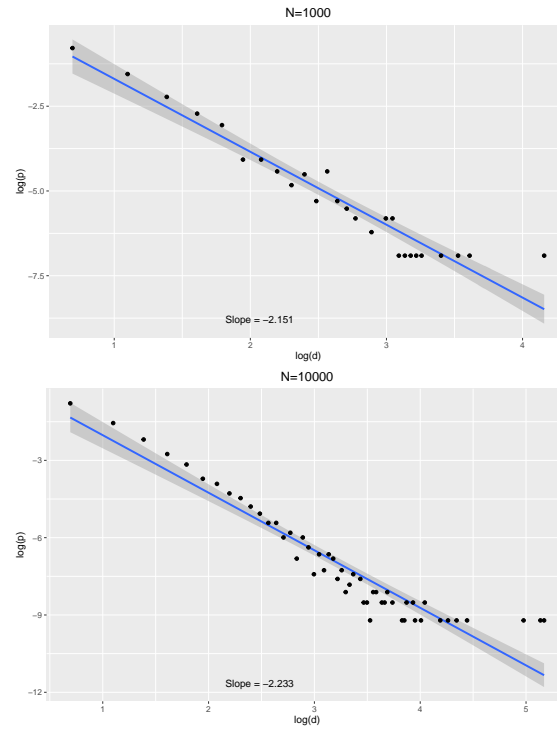 N=1000
−2.5
−5.0
−7.5
log(p)
Slope = −2.151
1 2 3 4
log(d)
N=10000
−3
−6
−9
−12
log(p)
Slope = −2.233
1 2 3 4 5
log(d)